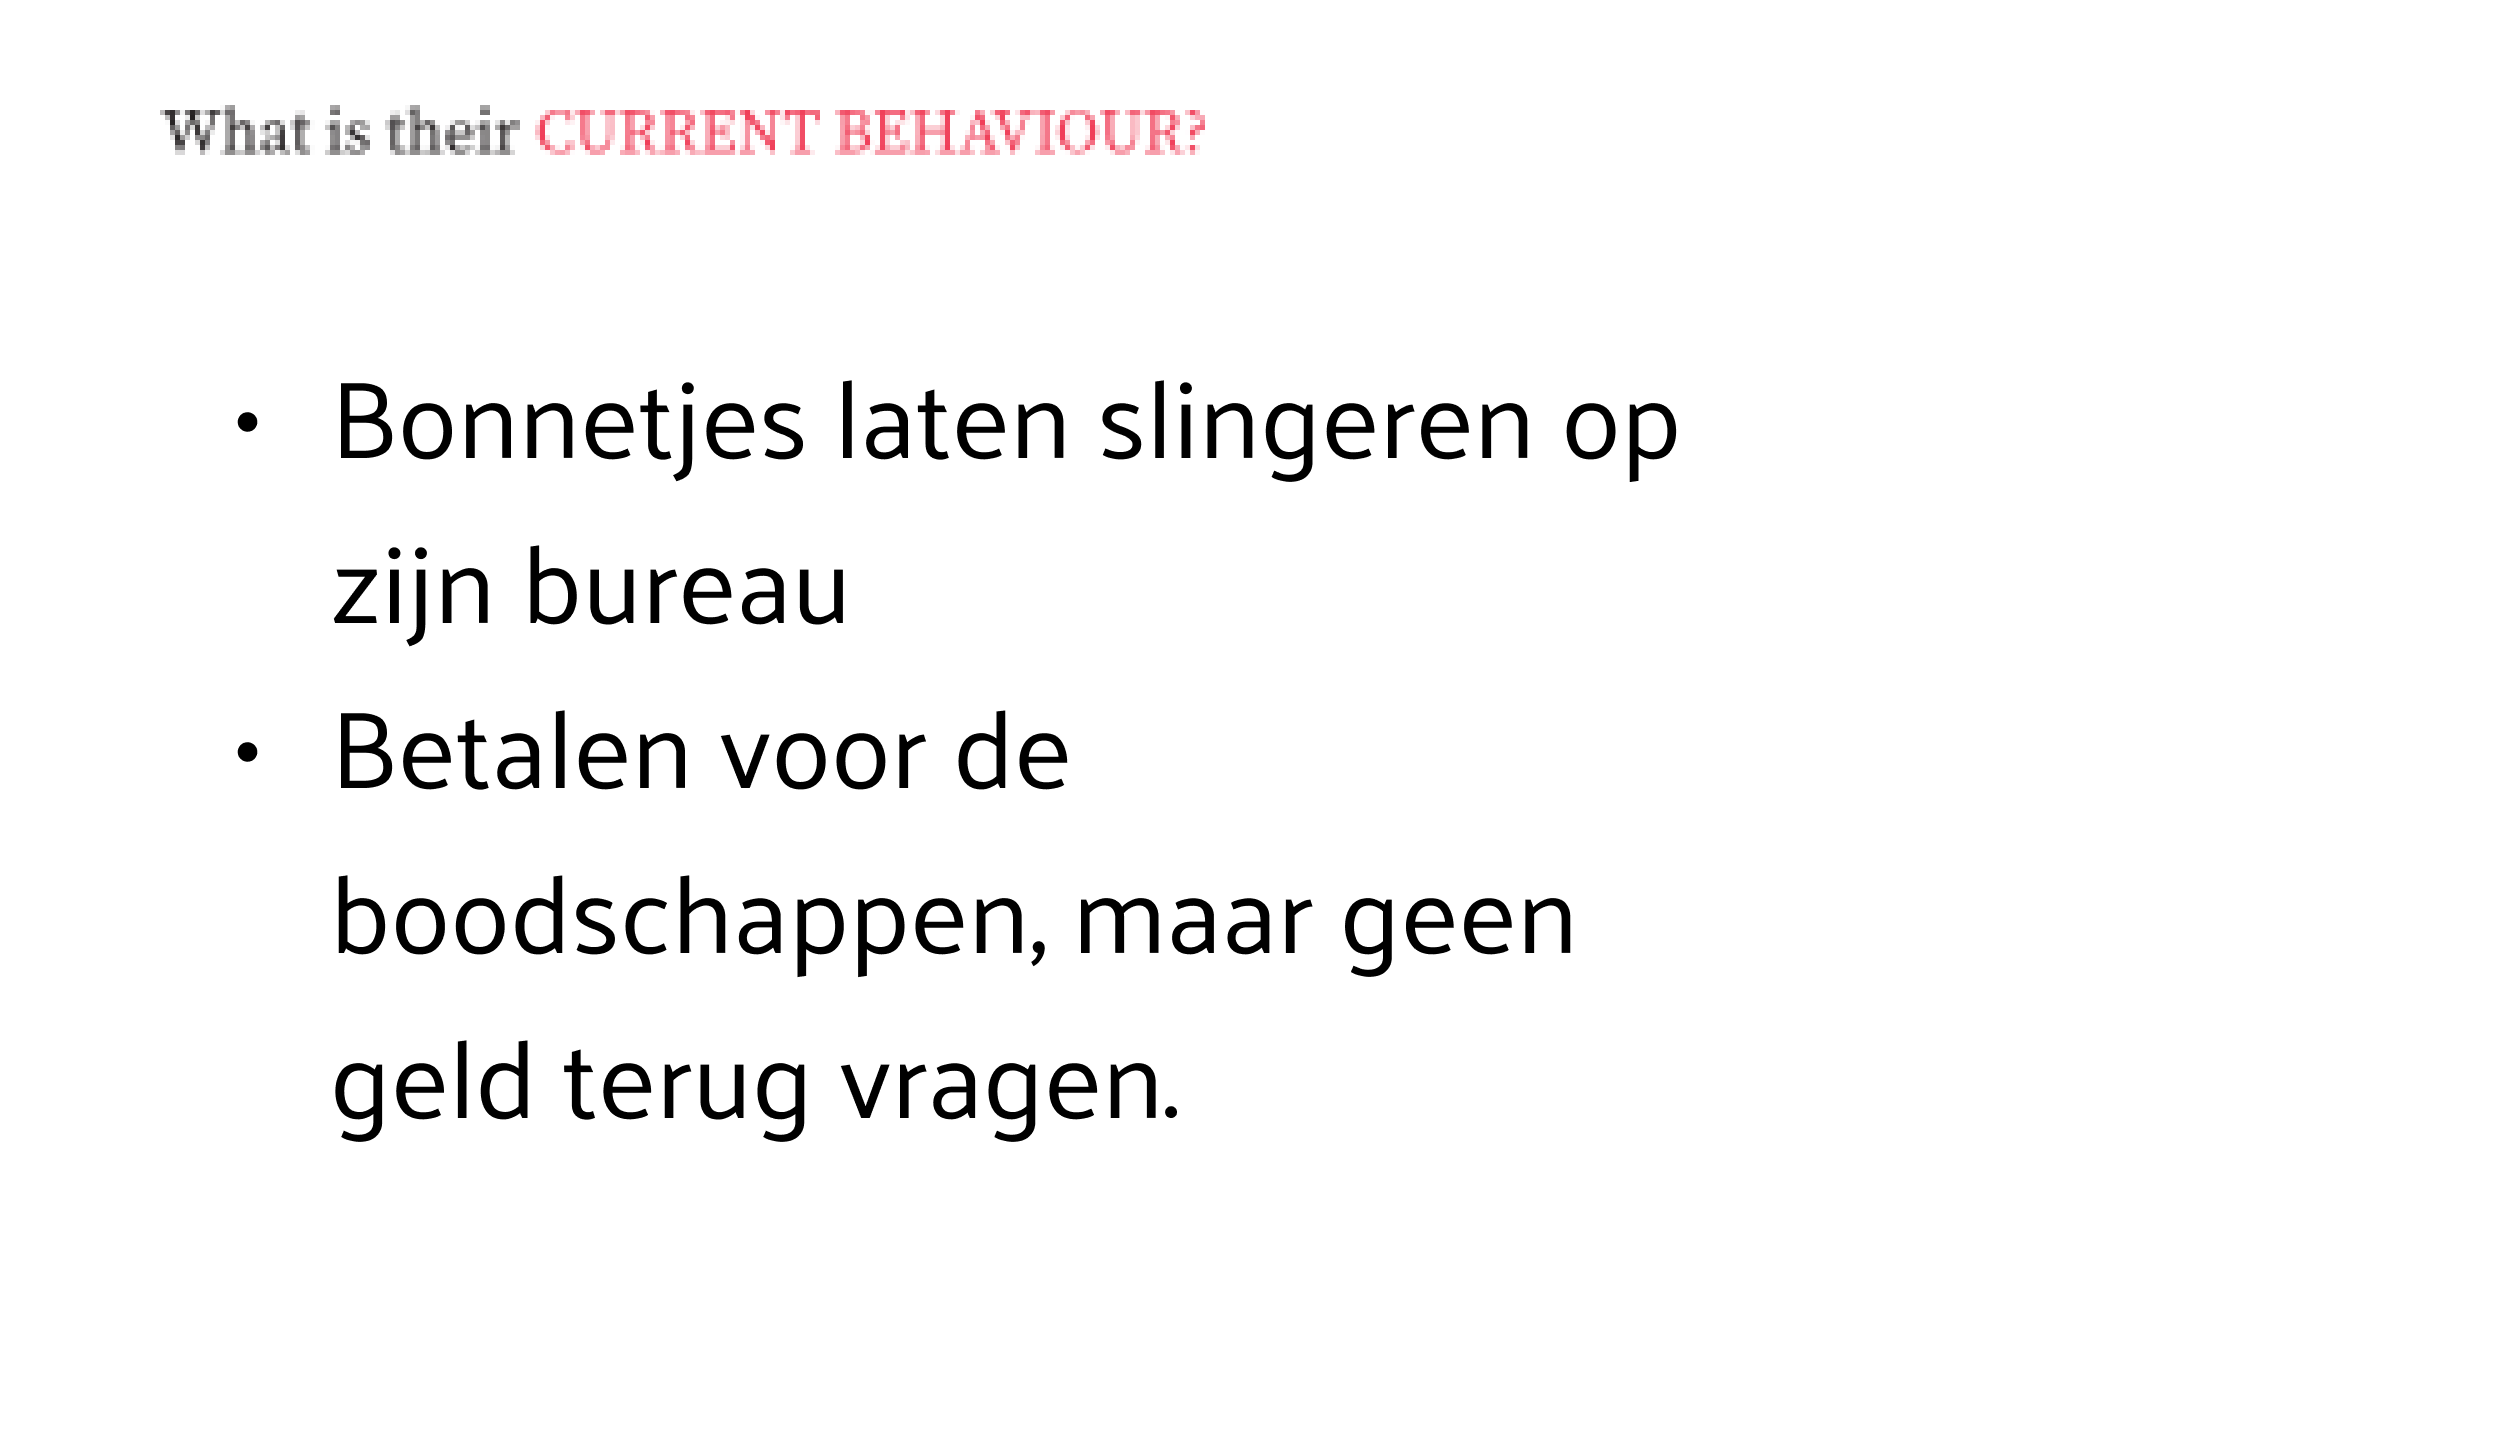 What is their CURRENT BEHAVIOUR?
• Bonnetjes laten slingeren op
zijn bureau
• Betalen voor de
boodschappen, maar geen
geld terug vragen.